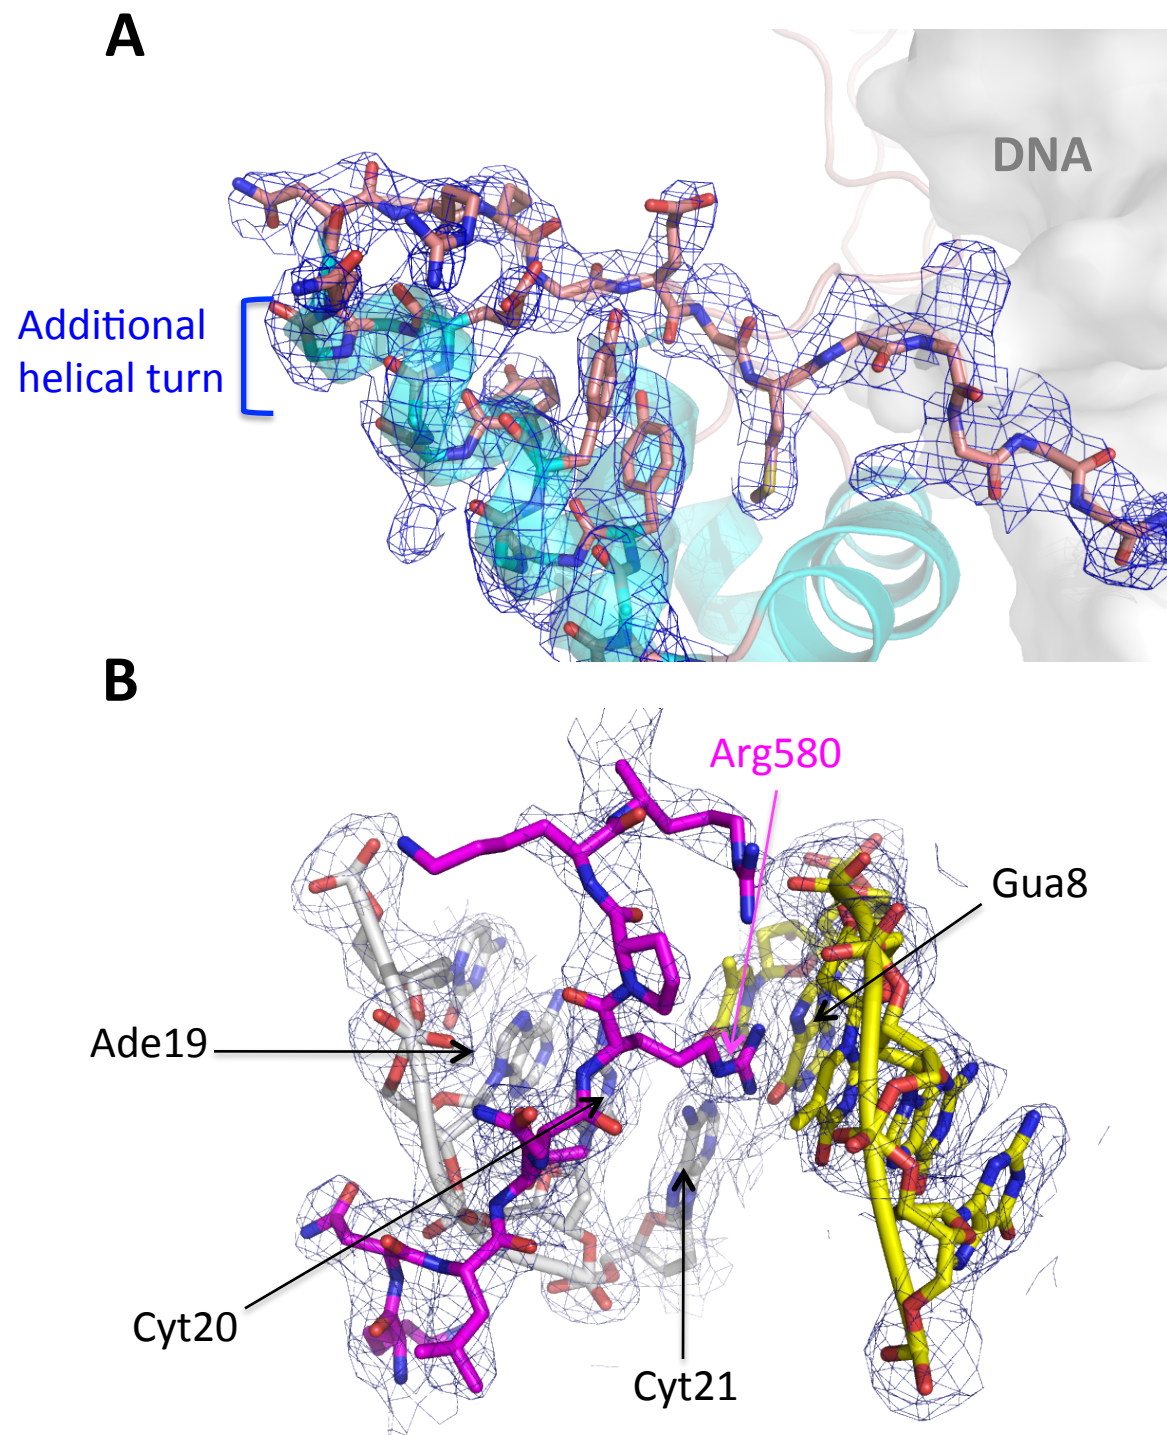 A
DNA
Additional
helical turn
B
Arg580
Gua8
Ade19
Cyt20
Cyt21